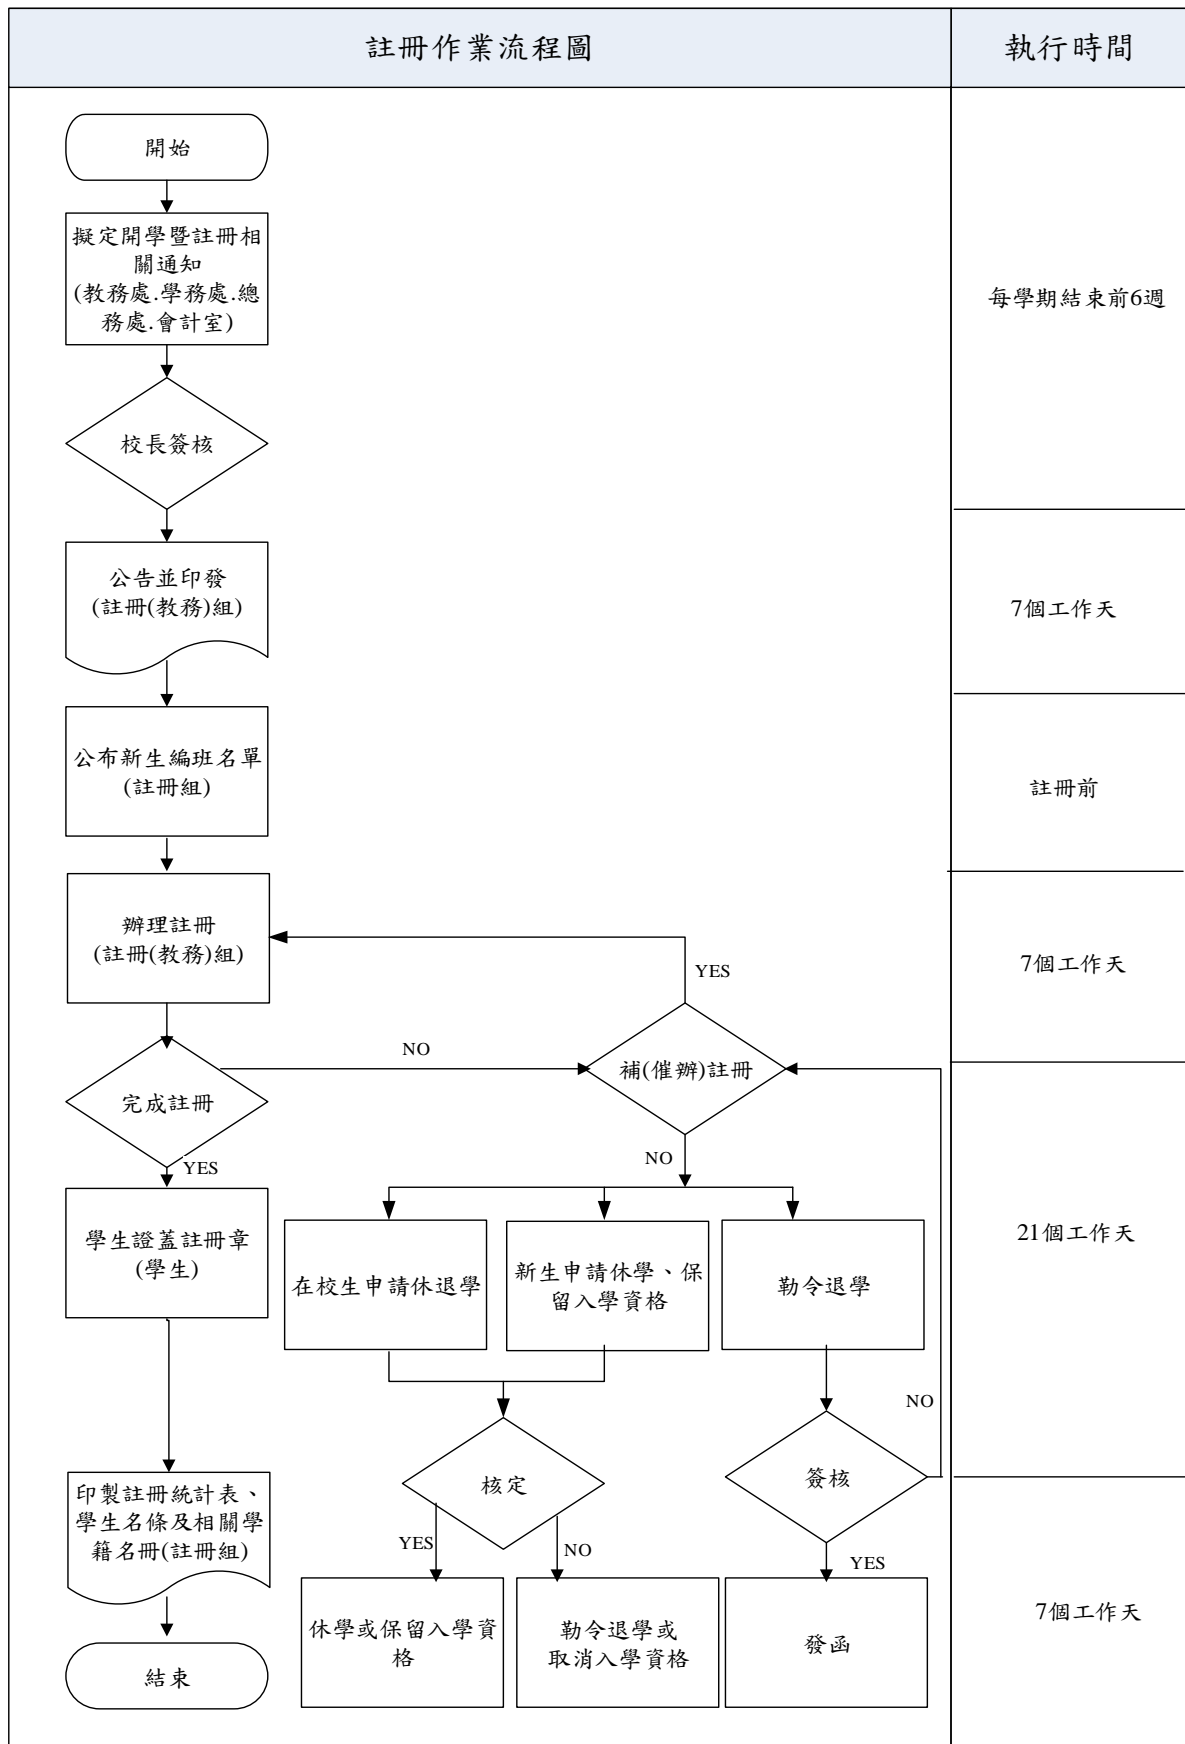 註冊作業流程圖
執行時間
開始
擬定開學暨註冊相
關通知
(教務處.學務處.總
務處.會計室)
每學期結束前6週
校長簽核
公告並印發
(註冊(教務)組)
7個工作天
公布新生編班名單
(註冊組)
註冊前
辦理註冊
(註冊(教務)組)
7個工作天
YES
NO
補(催辦)註冊
完成註冊
YES
NO
學生證蓋註冊章
(學生)
在校生申請休退學
新生申請休學、保
留入學資格
勒令退學
21個工作天
NO
核定
簽核
印製註冊統計表、
學生名條及相關學
籍名冊(註冊組)
YES
NO
YES
休學或保留入學資
格
勒令退學或
取消入學資格
發函
7個工作天
結束